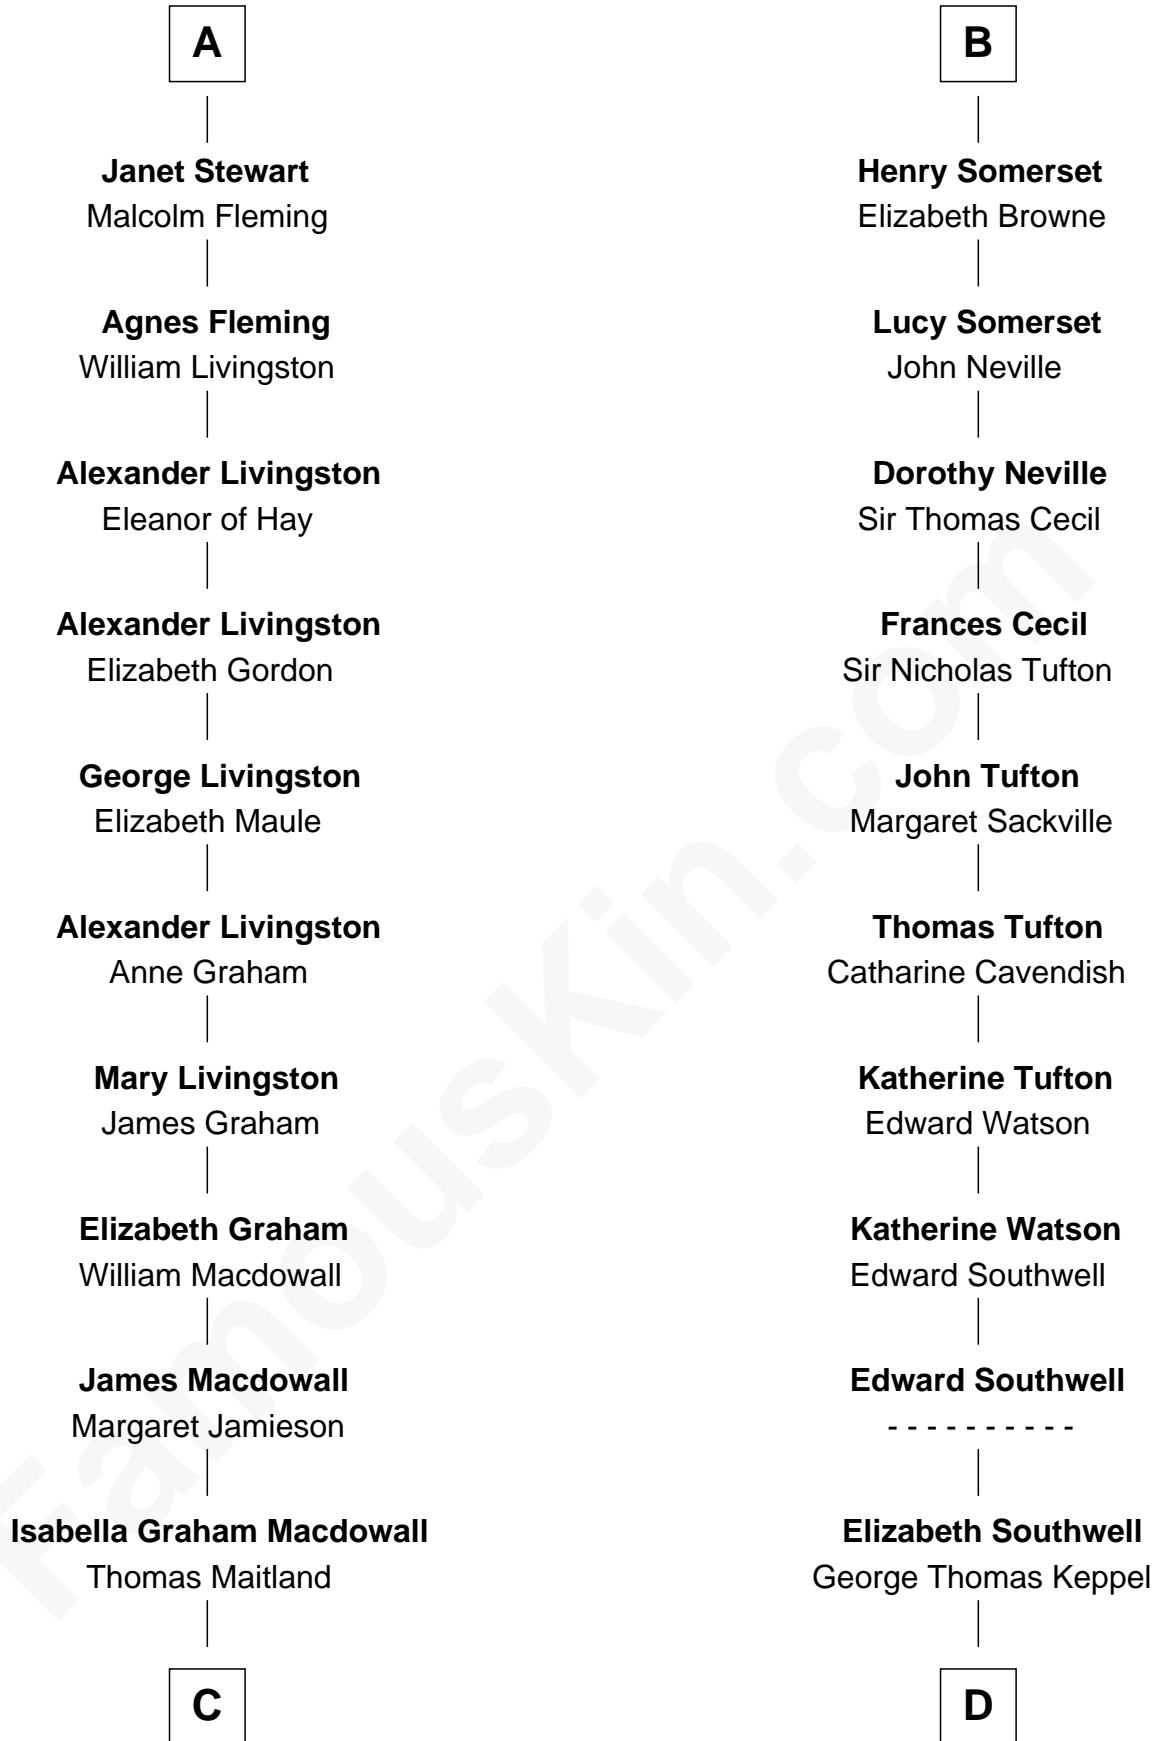 A
Janet Stewart
Malcolm Fleming
Agnes Fleming
William Livingston
Alexander Livingston
Eleanor of Hay
Alexander Livingston
Elizabeth Gordon
George Livingston
Elizabeth Maule
Alexander Livingston
Anne Graham
Mary Livingston
James Graham
Elizabeth Graham
William Macdowall
James Macdowall
Margaret Jamieson
Isabella Graham Macdowall
Thomas Maitland
C
B
Henry Somerset
Elizabeth Browne
Lucy Somerset
John Neville
Dorothy Neville
Sir Thomas Cecil
Frances Cecil
Sir Nicholas Tufton
John Tufton
Margaret Sackville
Thomas Tufton
Catharine Cavendish
Katherine Tufton
Edward Watson
Katherine Watson
Edward Southwell
Edward Southwell
- - - - - - - - - -
Elizabeth Southwell
George Thomas Keppel
D
FamousKin.com